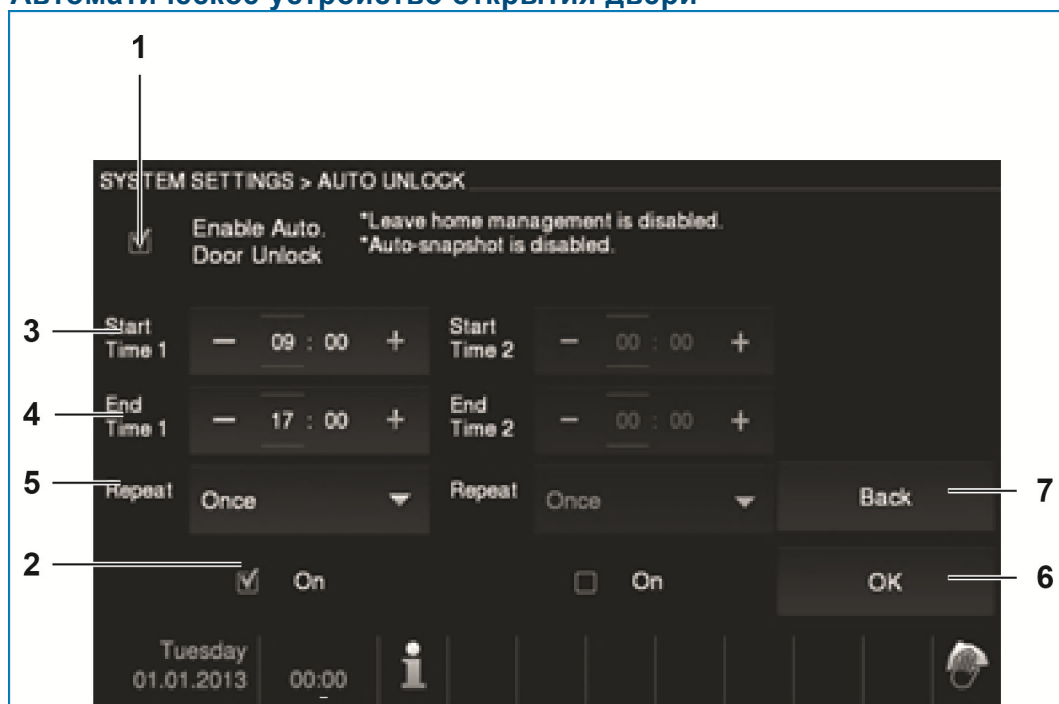 Автоматическое устройство открытия двери
1
SYSTEM SETTINGS > AUTO UNLOCK
Enable Auto.
Door Unlock
*Leave home management is disabled.
*Auto-snapshot is disabled.
3
Start
Time 1
— 09 : 00 +
Start
Time 2
— 00 : 00 +
4
End
Time 1
— 17 : 00 +
End
Time 2
— 00 : 00 +
5
Repeat
Once
Repeat
Once
Back
7
2
On
On
OK
6
Tuesday
01.01.2013
00:00